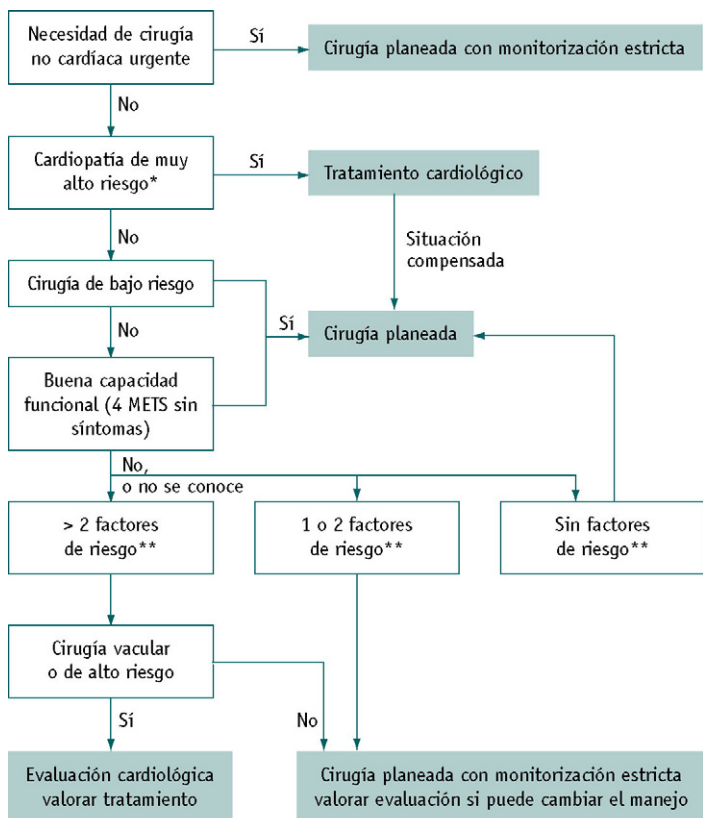 Necesidad de cirugía
no cardíaca urgente
Sí
Cirugía planeada con monitorización estricta
No
Cardiopatía de muy
alto riesgo*
Sí
Tratamiento cardiológico
No
Situación
compensada
Cirugía de bajo riesgo
Sí
Cirugía planeada
No
Buena capacidad
funcional (4 METS sin
síntomas)
No,
o no se conoce
> 2 factores
de riesgo**
1 o 2 factores
de riesgo**
Sin factores
de riesgo**
Cirugía vacular
o de alto riesgo
Sí
No
Evaluación cardiológica
valorar tratamiento
Cirugía planeada con monitorización estricta
valorar evaluación si puede cambiar el manejo